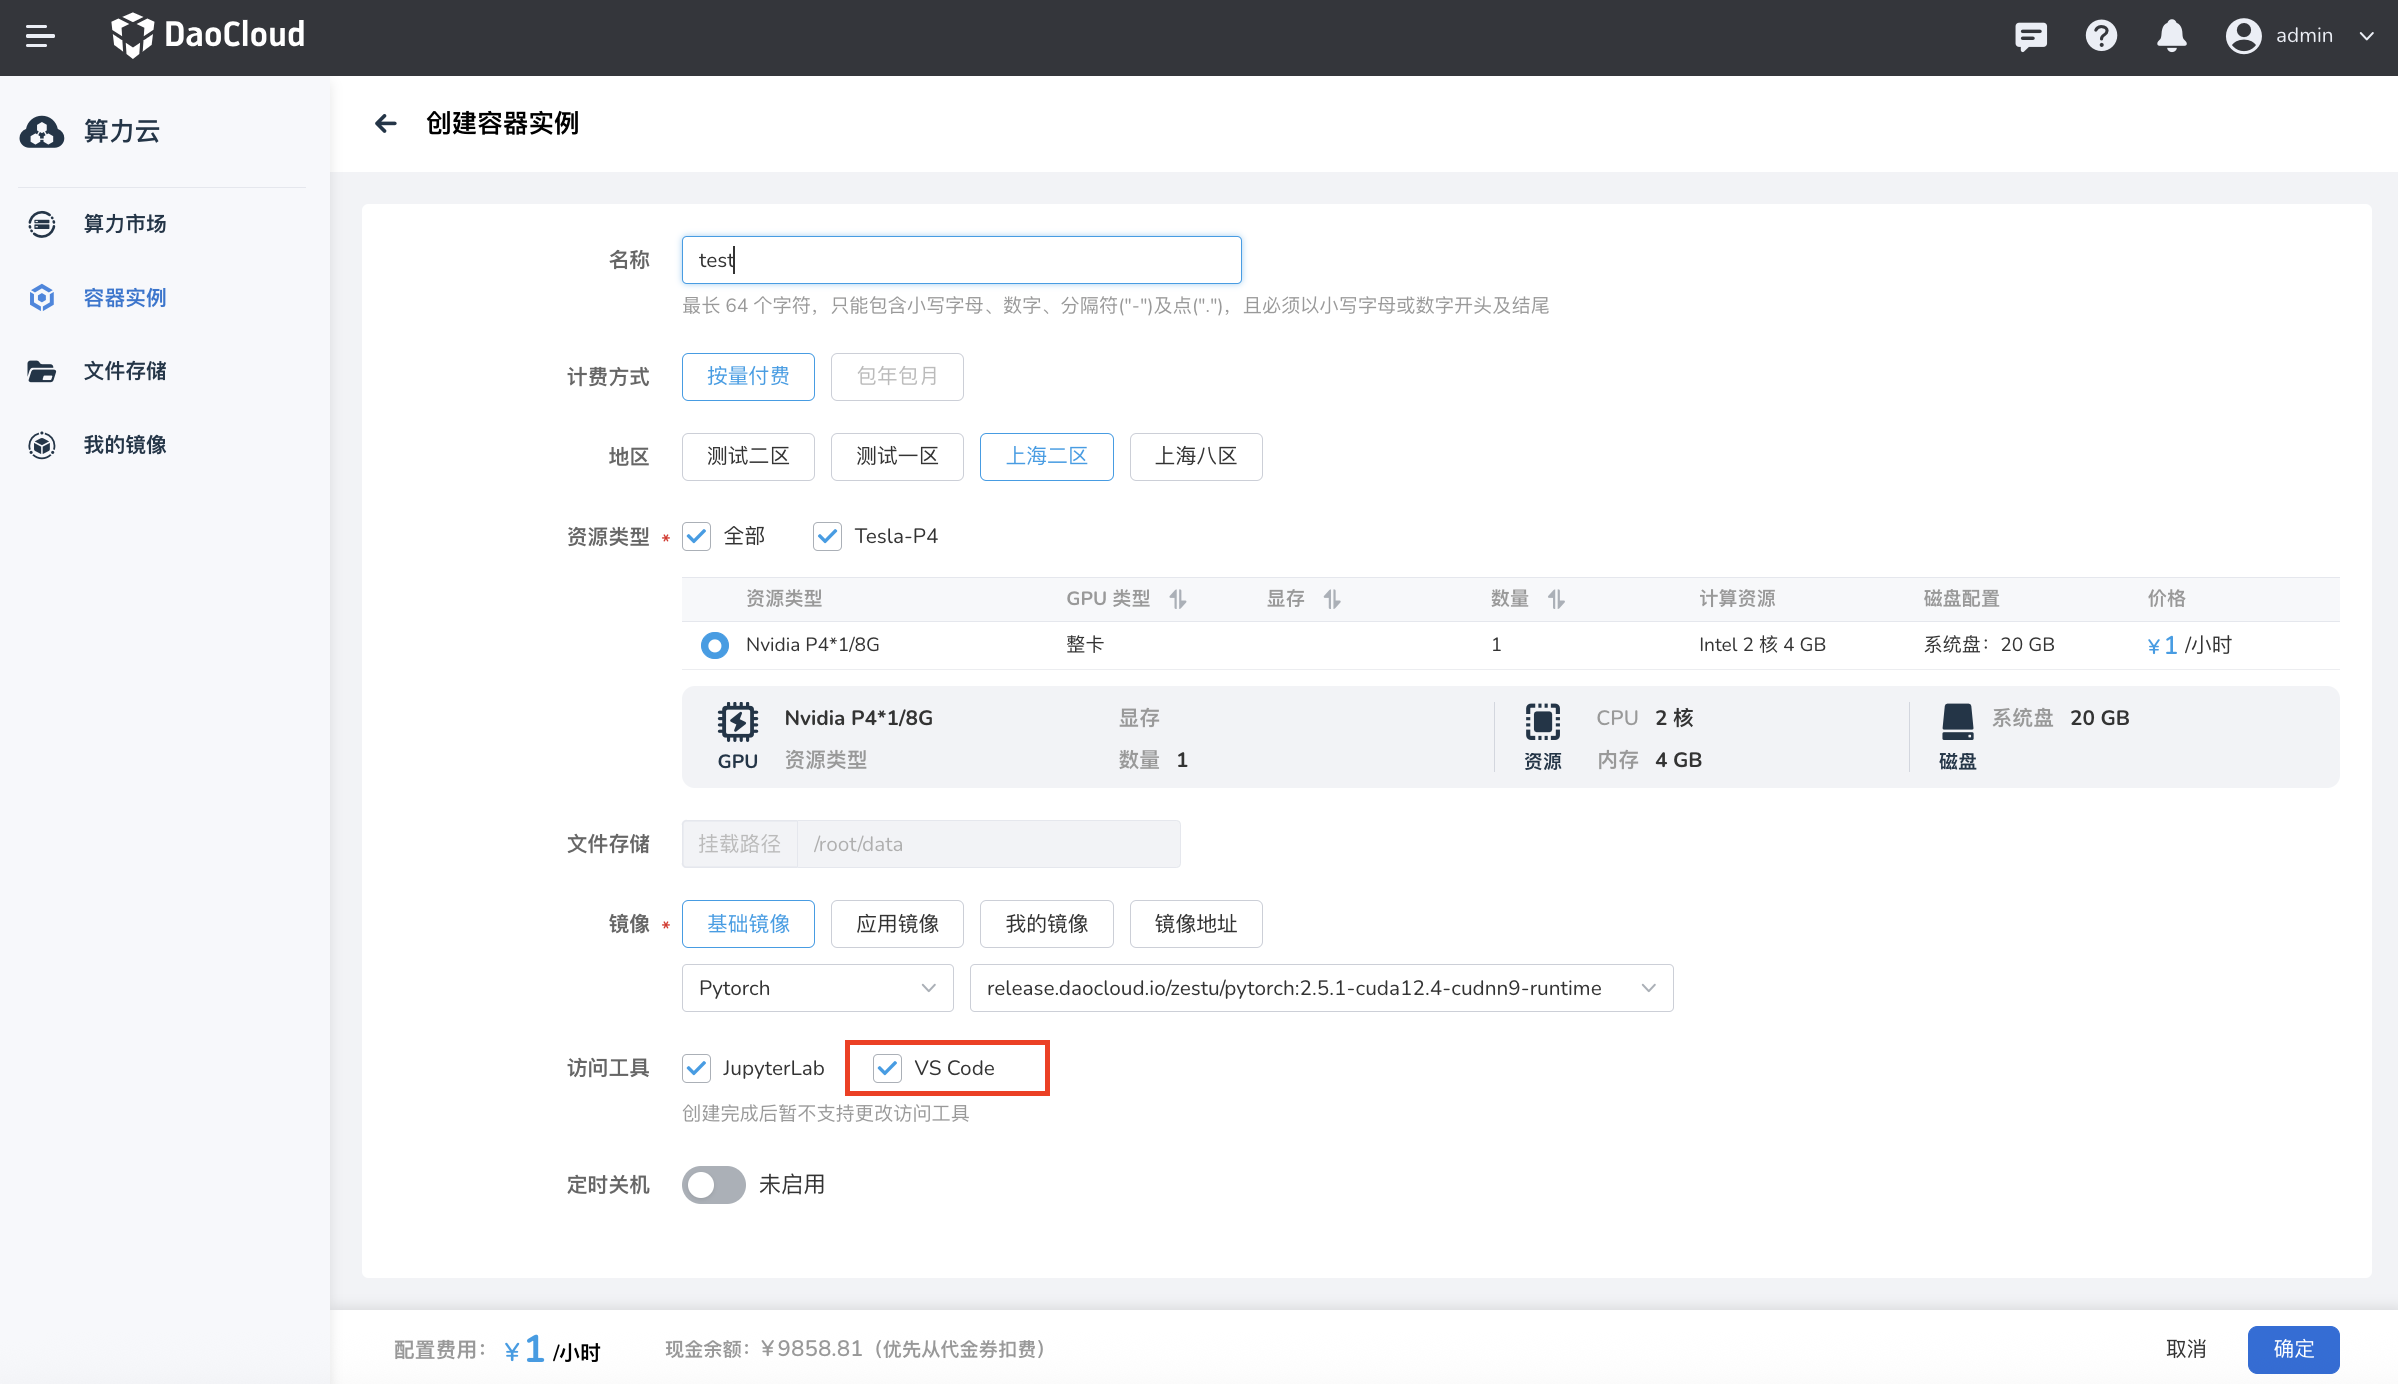 DaoCloud
admin
算力云
算力市场
容器实例
文件存储
我的镜像
创建容器实例
名称 test
最长 64 个字符，只能包含小写字母、数字、分隔符("-")及点(".")，且必须以小写字母或数字开头及结尾
计费方式 按量付费 包年包月
地区 测试二区 测试一区 上海二区 上海八区
资源类型 * 全部 Tesla-P4
资源类型 GPU 类型 显存 数量 计算资源 磁盘配置 价格
Nvidia P4*1/8G 整卡 1 Intel 2 核 4 GB 系统盘：20 GB ¥1 /小时
Nvidia P4*1/8G 显存 CPU 2 核 系统盘 20 GB
GPU 资源类型 数量 1 资源 内存 4 GB 磁盘
文件存储 挂载路径 /root/data
镜像 * 基础镜像 应用镜像 我的镜像 镜像地址
Pytorch release.daocloud.io/zestu/pytorch:2.5.1-cuda12.4-cudnn9-runtime
访问工具 JupyterLab VS Code
创建完成后暂不支持更改访问工具
定时关机 未启用
配置费用： ¥1 /小时 现金余额：¥9858.81（优先从代金券扣费） 取消 确定